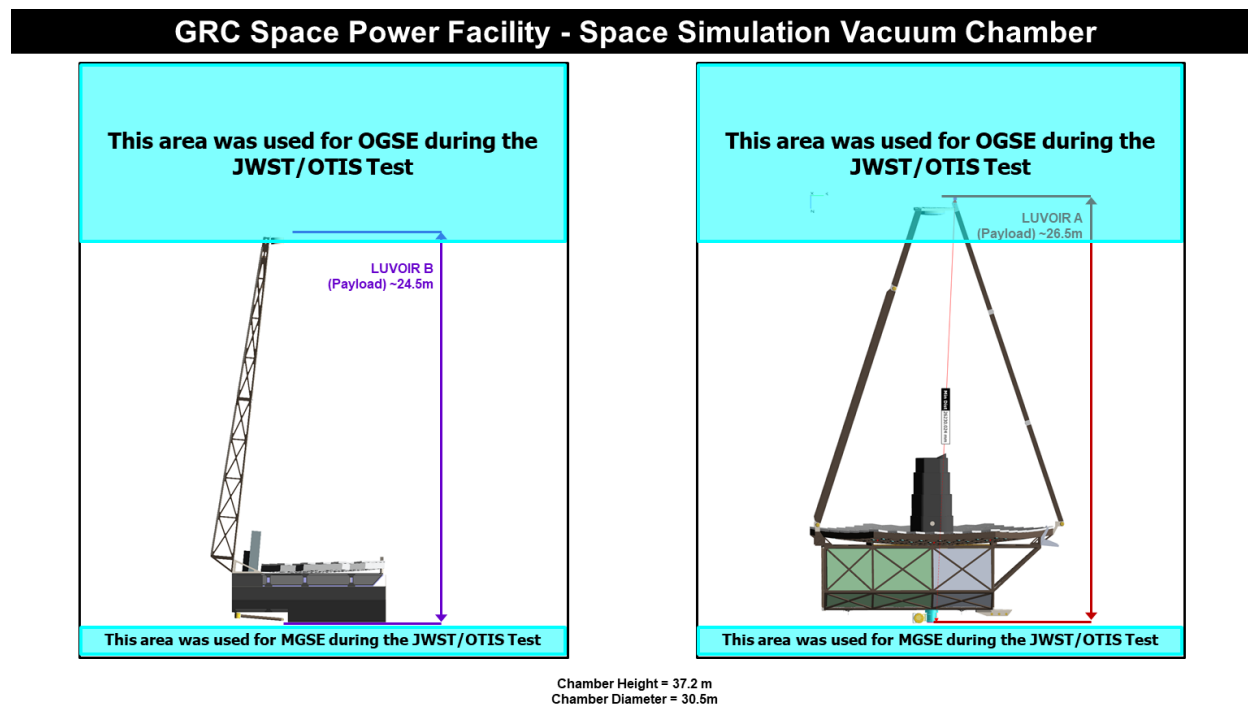 GRC Space Power Facility - Space Simulation Vacuum Chamber
This area was used for OGSE during the
JWST/OTIS Test
LUVOIR B
(Payload) ~24.5m
This area was used for MGSE during the JWST/OTIS Test
This area was used for OGSE during the
JWST/OTIS Test
LUVOIR A
(Payload) ~26.5m
This area was used for MGSE during the JWST/OTIS Test
Chamber Height = 37.2 m
Chamber Diameter = 30.5m